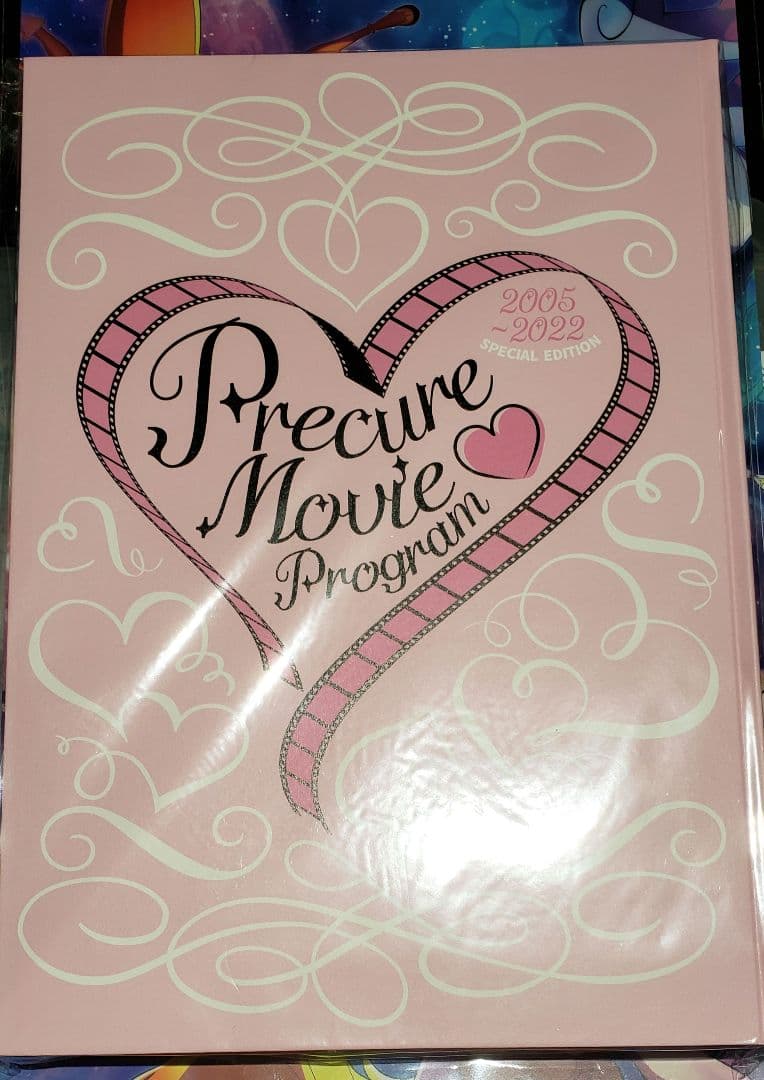 2005
~2022
SPECIAL EDITION
Precure
Movie
Program